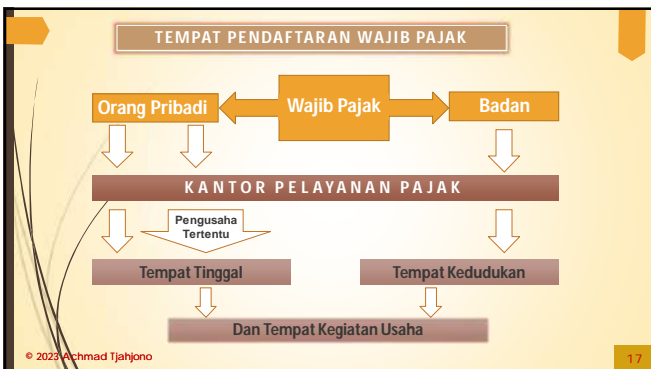 TEMPAT PENDAFTARAN WAJIB PAJAK
Orang Pribadi
Wajib Pajak
Badan
KANTOR PELAYANAN PAJAK
Pengusaha
Tertentu
Tempat Tinggal
Tempat Kedudukan
Dan Tempat Kegiatan Usaha
© 2023 Achmad Tjahjono
17